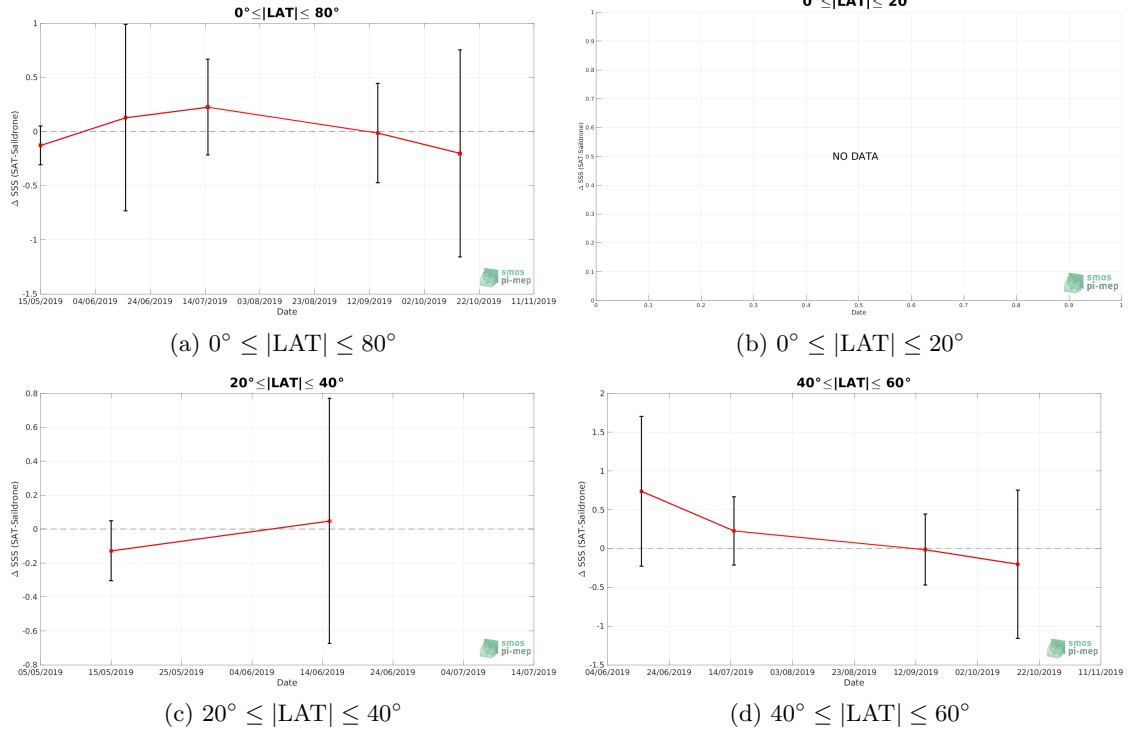 0°≤|LAT|≤ 80°
1
0.5
0
-0.5
-1
-1.5
Δ SSS (SAT-Saildrone)
15/05/2019 04/06/2019 24/06/2019 14/07/2019 03/08/2019 23/08/2019 12/09/2019 02/10/2019 22/10/2019 11/11/2019
Date
smos
pi-mep
(a) 0° ≤ |LAT| ≤ 80°
0°≤|LAT|≤ 20°
1
0.9
0.8
0.7
0.6
0.5
0.4
0.3
0.2
0.1
0
Δ SSS (SAT-Saildrone)
NO DATA
0 0.1 0.2 0.3 0.4 0.5 0.6 0.7 0.8 0.9 1
Date
smos
pi-mep
(b) 0° ≤ |LAT| ≤ 20°
20°≤|LAT|≤ 40°
0.8
0.6
0.4
0.2
0
-0.2
-0.4
-0.6
-0.8
Δ SSS (SAT-Saildrone)
05/05/2019 15/05/2019 25/05/2019 04/06/2019 14/06/2019 24/06/2019 04/07/2019 14/07/2019
Date
smos
pi-mep
(c) 20° ≤ |LAT| ≤ 40°
40°≤|LAT|≤ 60°
2
1.5
1
0.5
0
-0.5
-1
-1.5
Δ SSS (SAT-Saildrone)
04/06/2019 24/06/2019 14/07/2019 03/08/2019 23/08/2019 12/09/2019 02/10/2019 22/10/2019 11/11/2019
Date
smos
pi-mep
(d) 40° ≤ |LAT| ≤ 60°